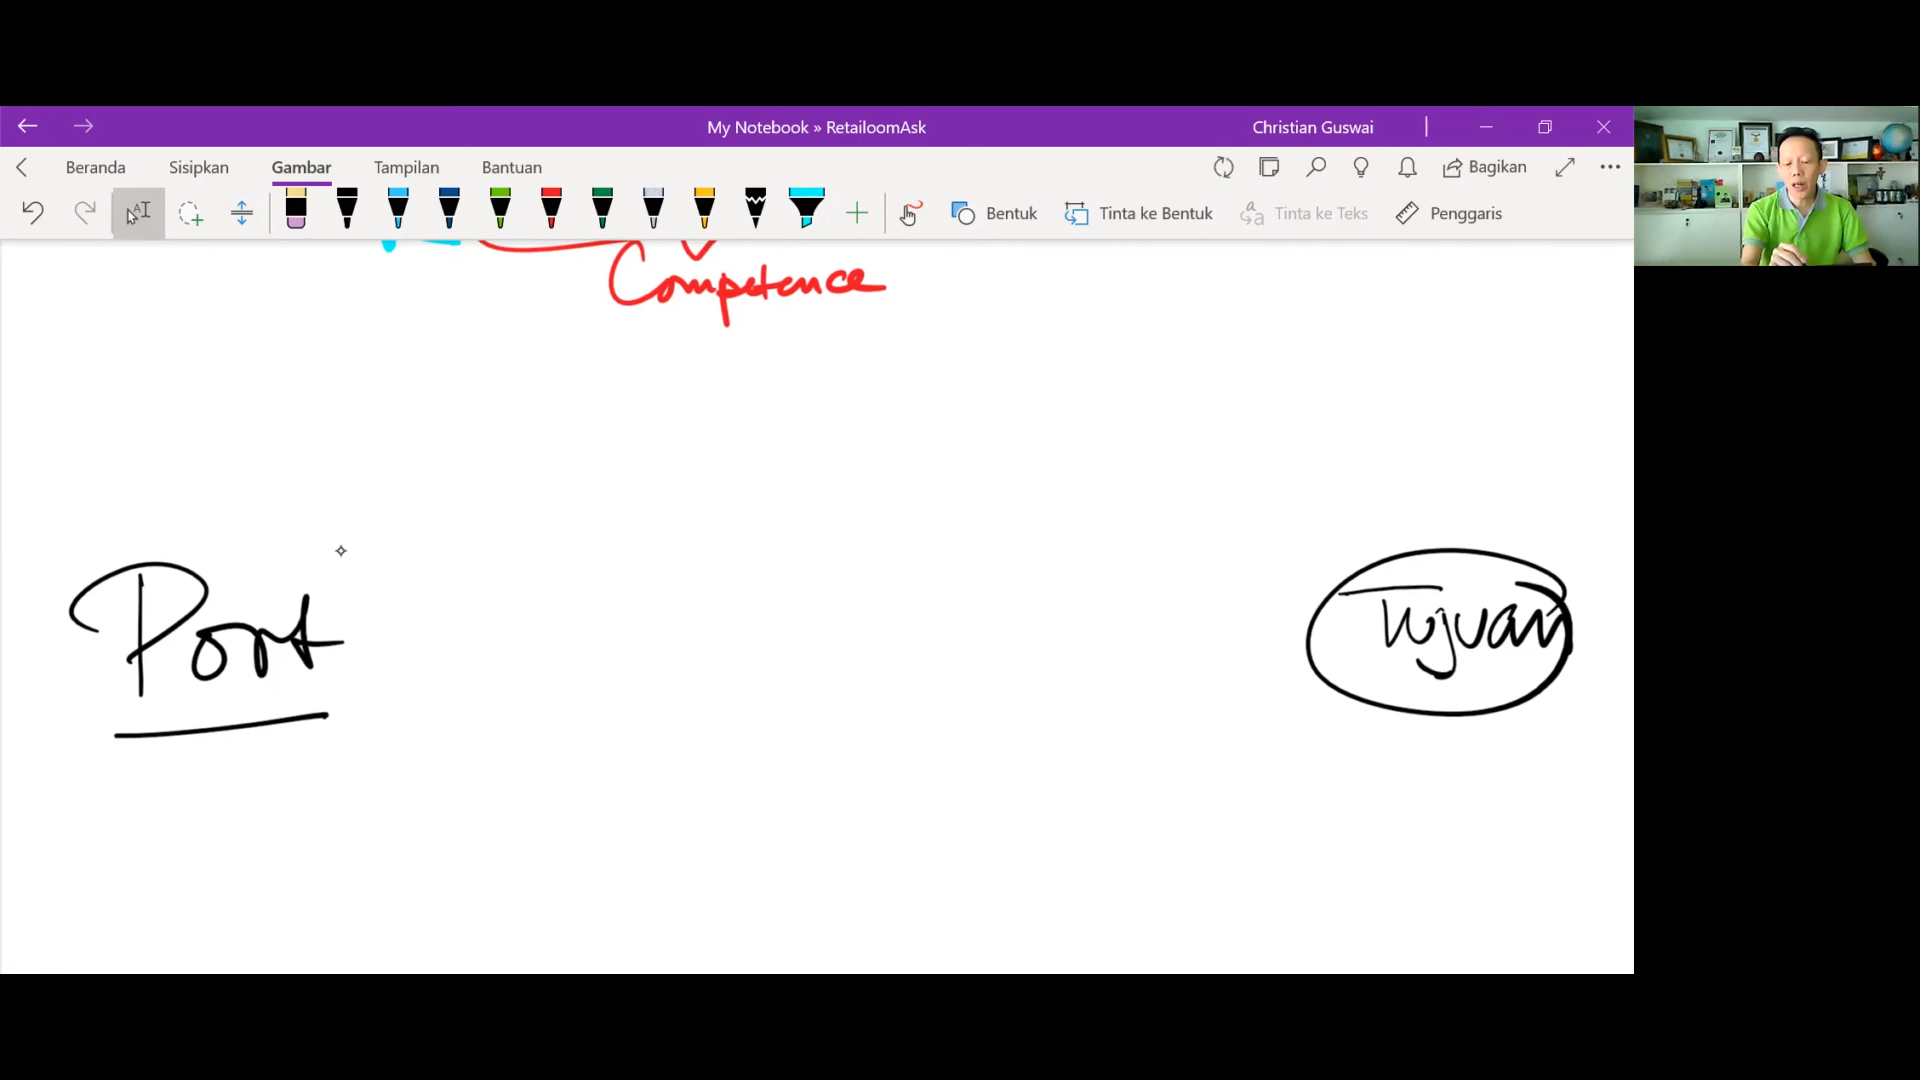 My Notebook » RetailoomAsk
Christian Guswai
Beranda Sisipkan Gambar Tampilan Bantuan
Bagikan
Bentuk Tinta ke Bentuk Tinta ke Teks Penggaris
Competence
Port
Tujuan